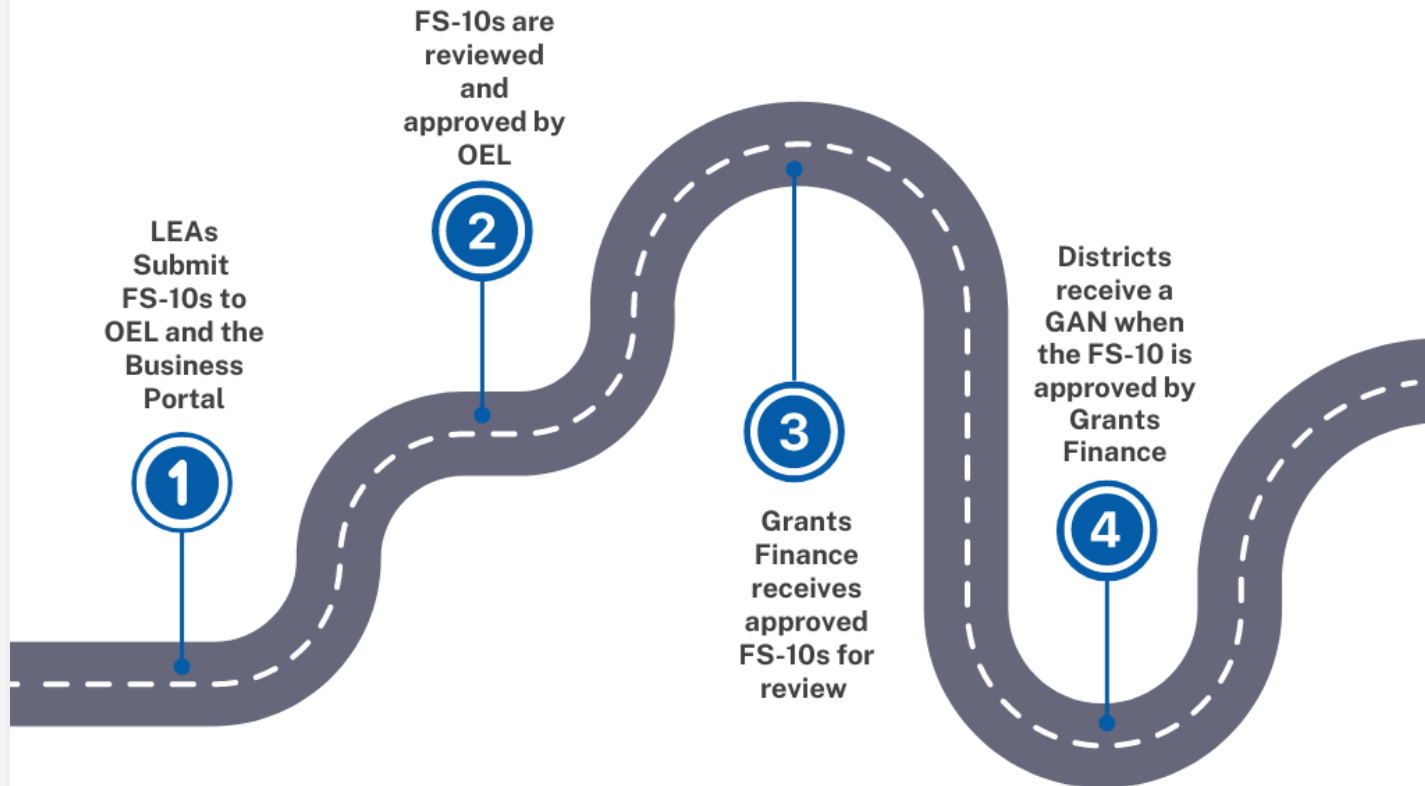 LEAs
Submit
FS-10s to
OEL and the
Business
Portal
1
FS-10s are
reviewed
and
approved by
OEL
2
3
Grants
Finance
receives
approved
FS-10s for
review
Districts
receive a
GAN when
the FS-10 is
approved by
Grants
Finance
4